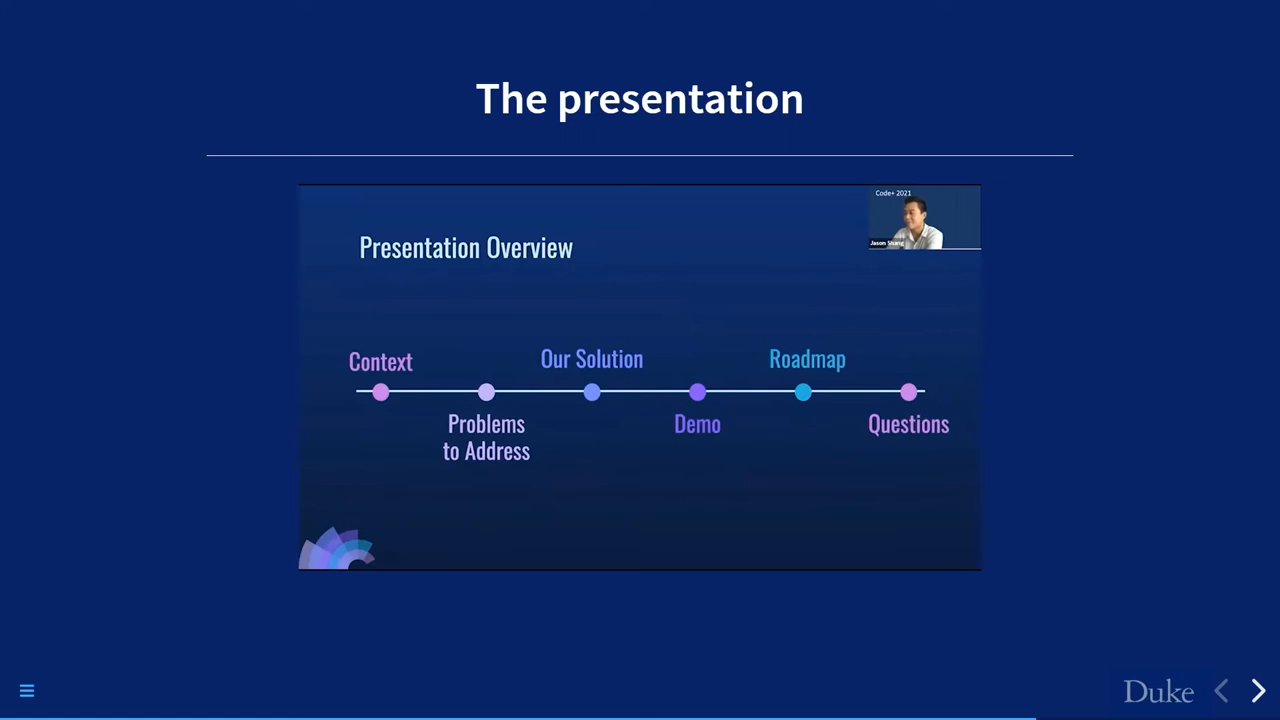 The presentation
Code+ 2021
Jason Shang
Presentation Overview
Context
Our Solution
Roadmap
Problems
to Address
Demo
Questions
Duke